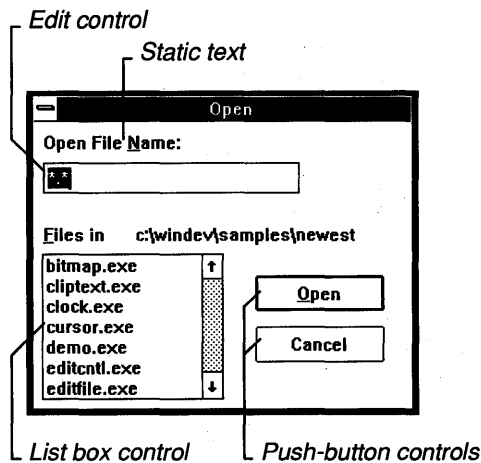 Edit control
Static text
Open
Open File Name:
*.*
Files in c:\windev\samples\newest
bitmap.exe
cliptext.exe
clock.exe
cursor.exe
demo.exe
editcntl.exe
editfile.exe
Open
Cancel
List box control
Push-button controls